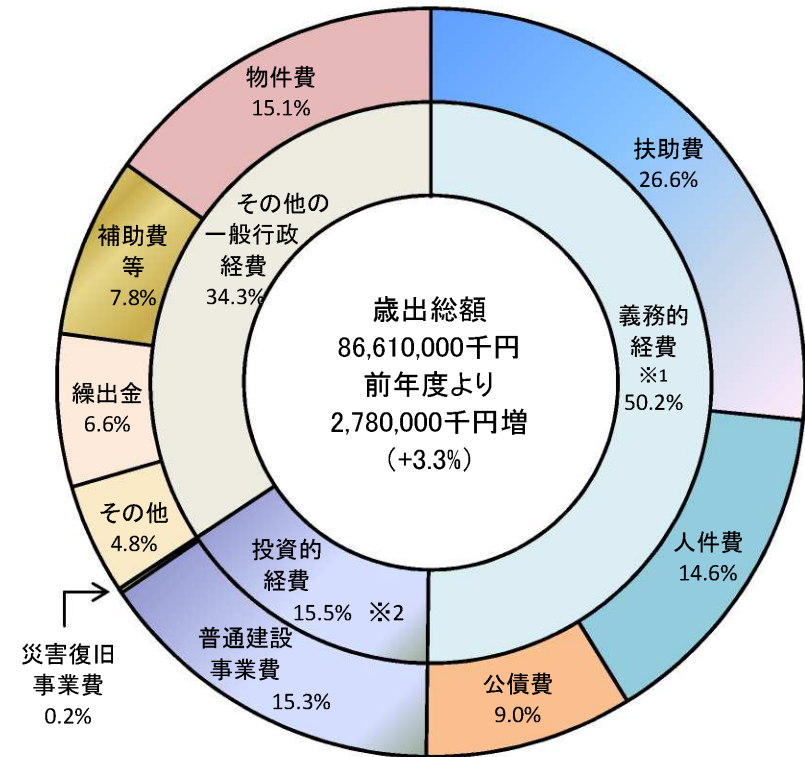 物件費
15.1%
扶助費
26.6%
その他の
一般行政
経費
34.3%
補助費
等
7.8%
歳出総額
86,610,000千円
前年度より
2,780,000千円増
(+3.3%)
義務的
経費
※1
50.2%
繰出金
6.6%
その他
4.8%
投資的
経費
15.5% ※2
人件費
14.6%
普通建設
事業費
15.3%
公債費
9.0%
災害復旧
事業費
0.2%